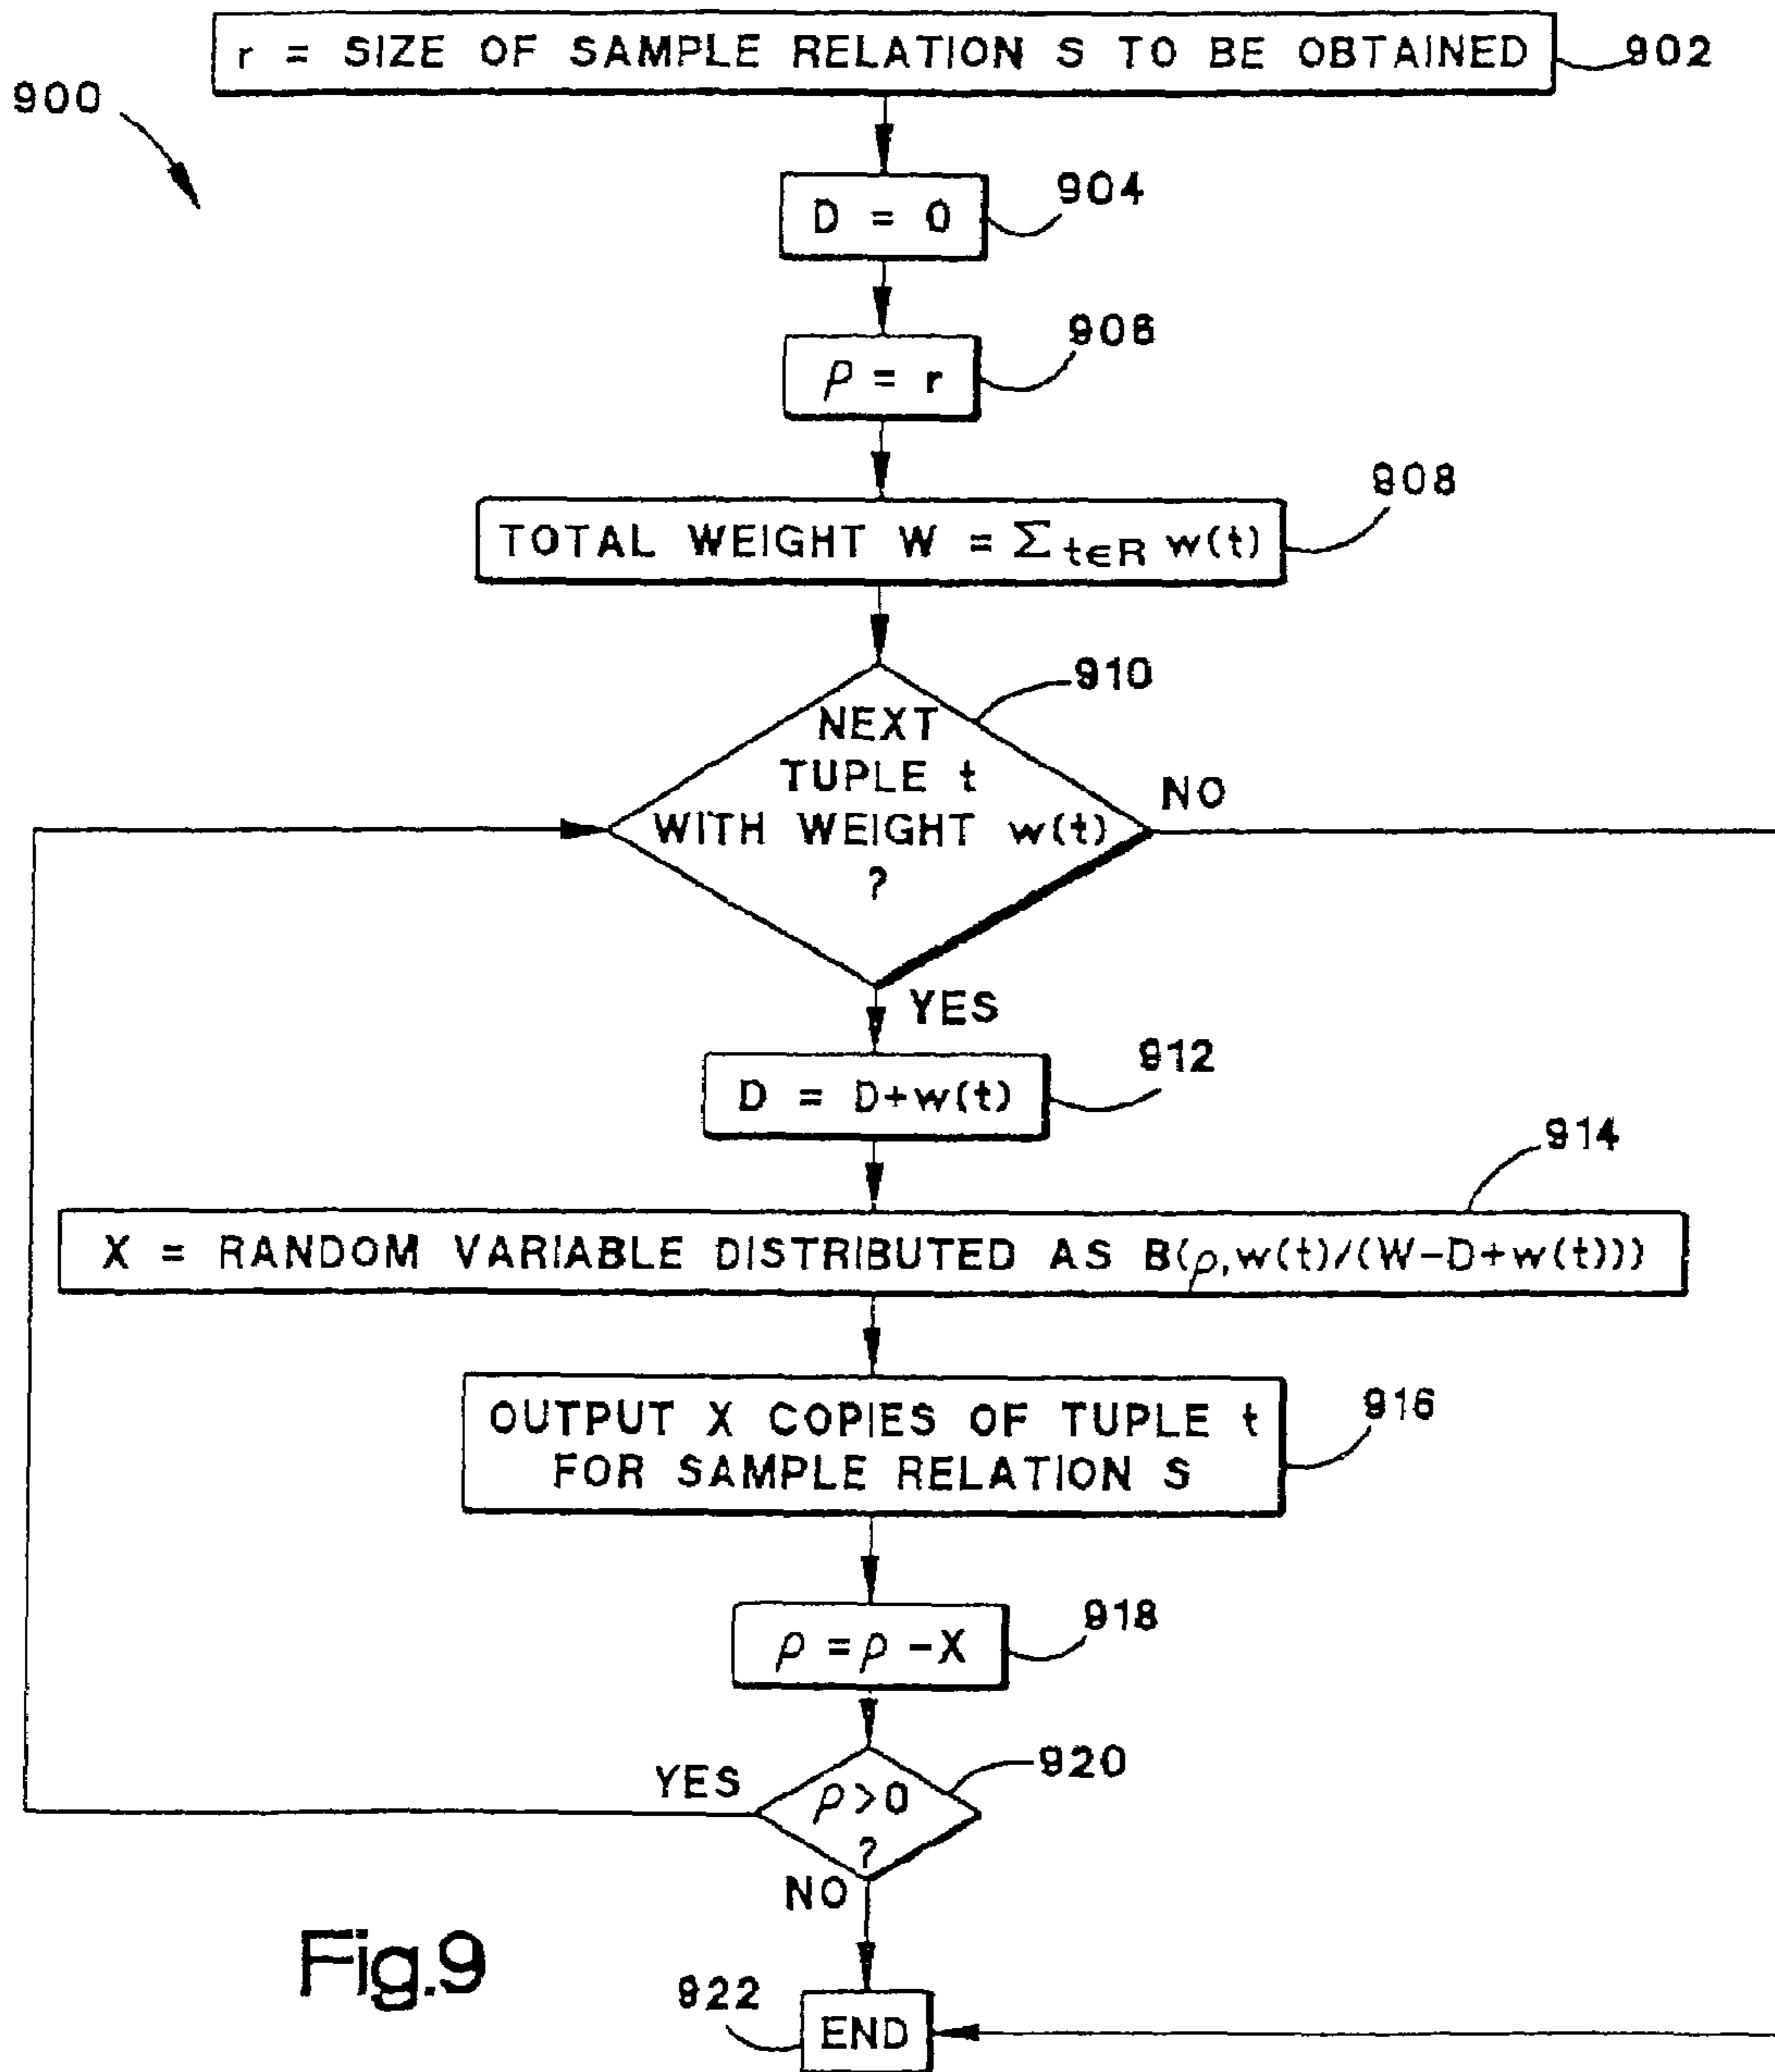 r = SIZE OF SAMPLE RELATION S TO BE OBTAINED
902
900
D = 0
904
ρ = r
906
TOTAL WEIGHT W = Σ t∈R w(t)
908
910
NEXT
TUPLE t
WITH WEIGHT w(t)
?
NO
YES
D = D+w(t)
912
914
X = RANDOM VARIABLE DISTRIBUTED AS B(ρ,w(t)/(W-D+w(t)))
OUTPUT X COPIES OF TUPLE t
FOR SAMPLE RELATION S
916
ρ =ρ -X
918
920
YES
ρ>0
?
NO
Fig.9
922
END